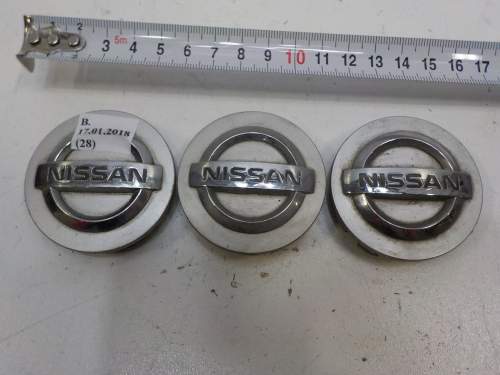 1 2 3 4 5m 5 6 7 8 9 10 11 12 13 14 15 16 17
B.
17.01.2018
(28)
NISSAN NISSAN NISSAN